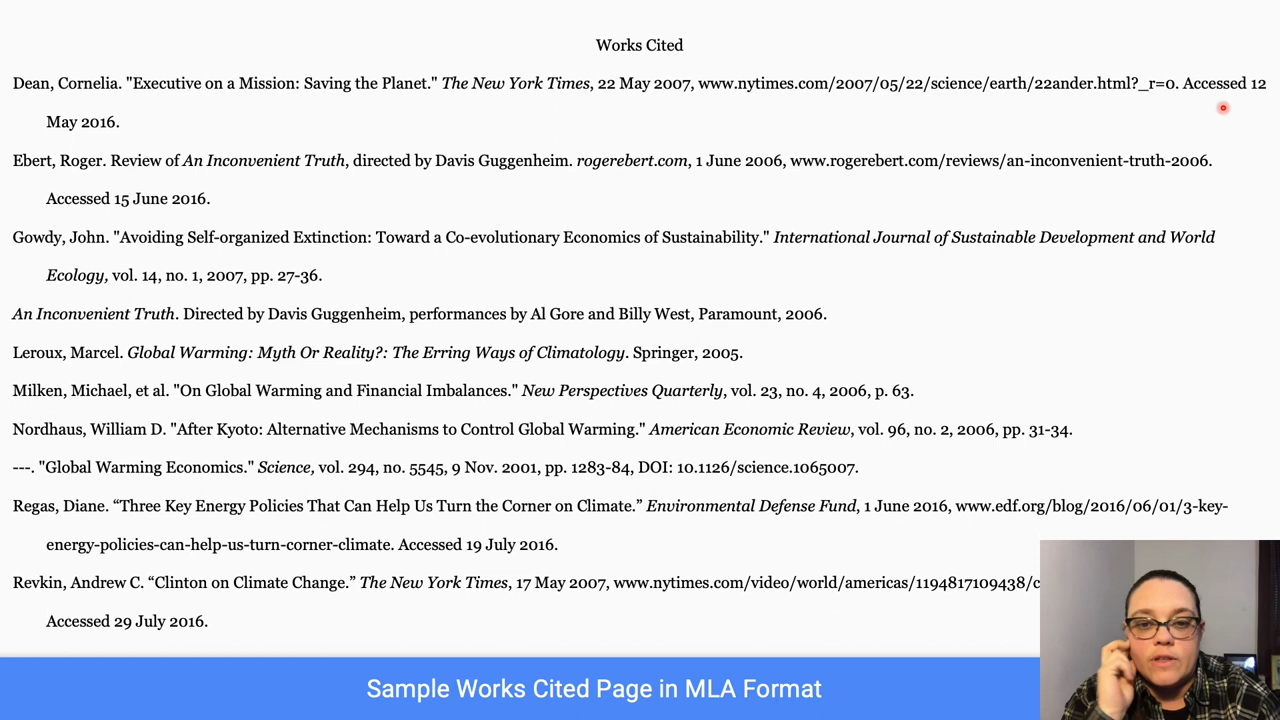 Works Cited
Dean, Cornelia. "Executive on a Mission: Saving the Planet." The New York Times, 22 May 2007, www.nytimes.com/2007/05/22/science/earth/22ander.html?_r=0. Accessed 12
May 2016.
Ebert, Roger. Review of An Inconvenient Truth, directed by Davis Guggenheim. rogerebert.com, 1 June 2006, www.rogerebert.com/reviews/an-inconvenient-truth-2006.
Accessed 15 June 2016.
Gowdy, John. "Avoiding Self-organized Extinction: Toward a Co-evolutionary Economics of Sustainability." International Journal of Sustainable Development and World
Ecology, vol. 14, no. 1, 2007, pp. 27-36.
An Inconvenient Truth. Directed by Davis Guggenheim, performances by Al Gore and Billy West, Paramount, 2006.
Leroux, Marcel. Global Warming: Myth Or Reality?: The Erring Ways of Climatology. Springer, 2005.
Milken, Michael, et al. "On Global Warming and Financial Imbalances." New Perspectives Quarterly, vol. 23, no. 4, 2006, p. 63.
Nordhaus, William D. "After Kyoto: Alternative Mechanisms to Control Global Warming." American Economic Review, vol. 96, no. 2, 2006, pp. 31-34.
---. "Global Warming Economics." Science, vol. 294, no. 5545, 9 Nov. 2001, pp. 1283-84, DOI: 10.1126/science.1065007.
Regas, Diane. “Three Key Energy Policies That Can Help Us Turn the Corner on Climate.” Environmental Defense Fund, 1 June 2016, www.edf.org/blog/2016/06/01/3-key-
energy-policies-can-help-us-turn-corner-climate. Accessed 19 July 2016.
Revkin, Andrew C. “Clinton on Climate Change.” The New York Times, 17 May 2007, www.nytimes.com/video/world/americas/1194817109438/c
Accessed 29 July 2016.
Sample Works Cited Page in MLA Format